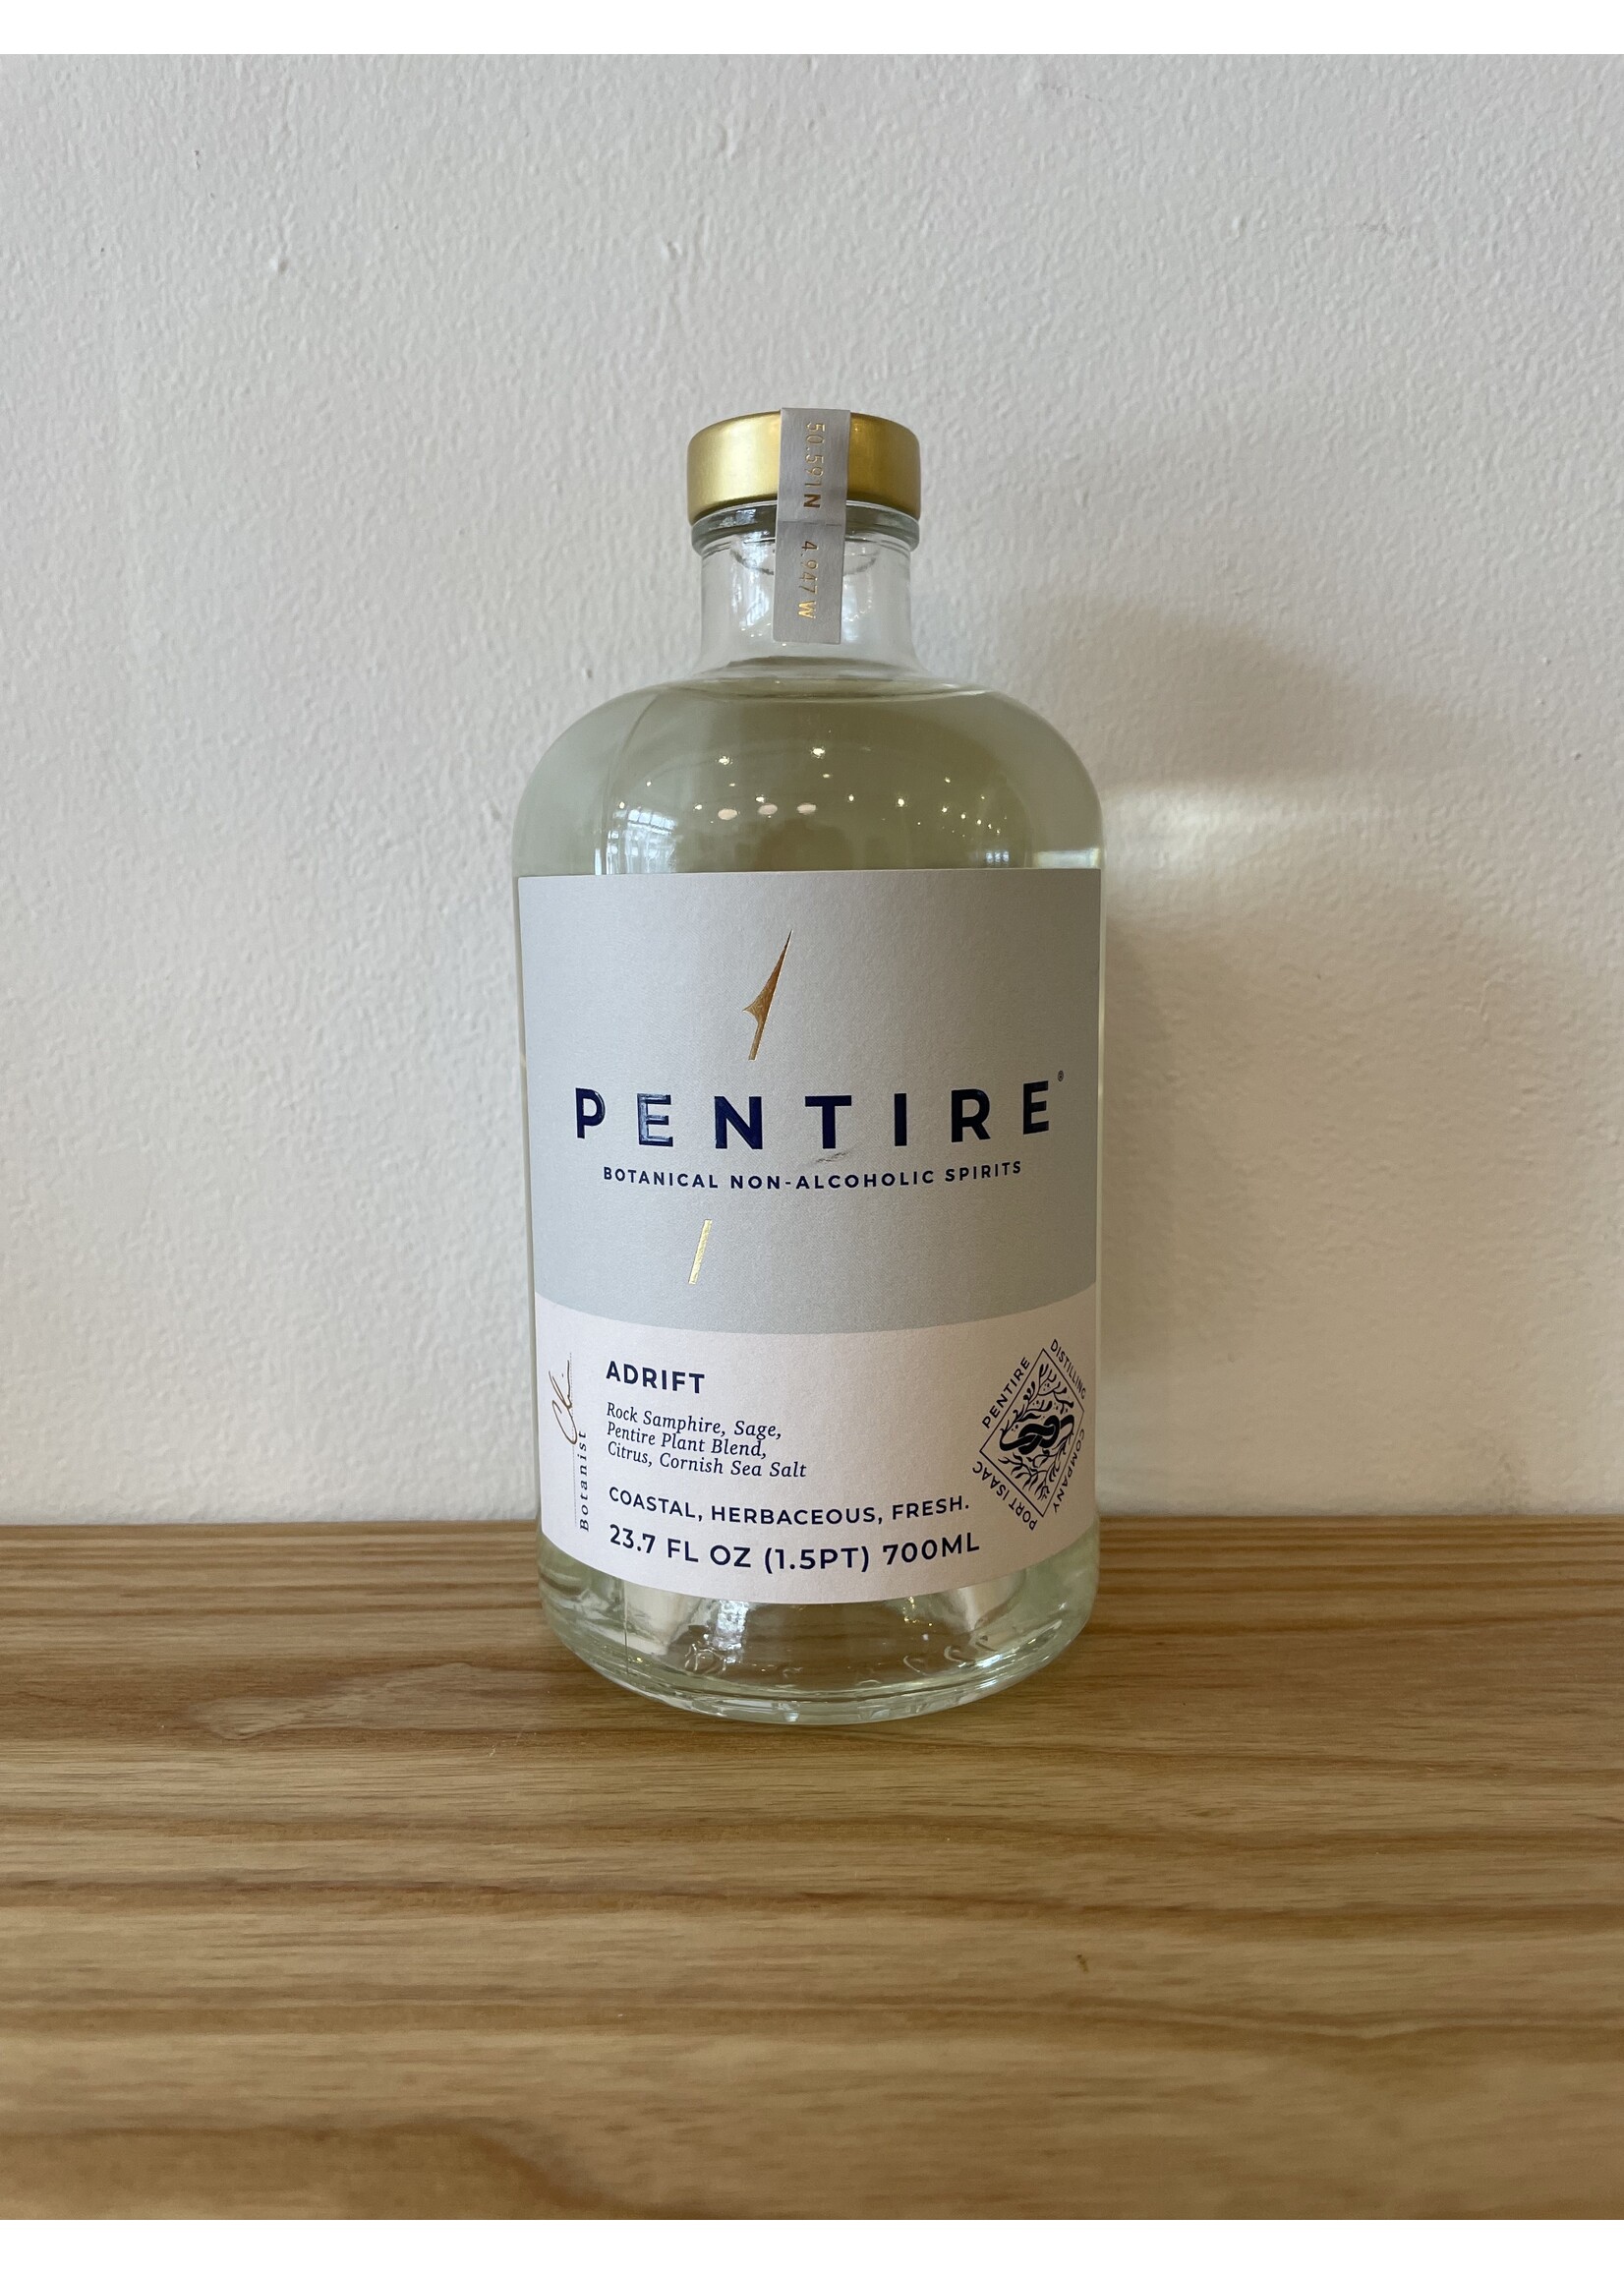 50.591N 4.947W
PENTIRE®
BOTANICAL NON-ALCOHOLIC SPIRITS
ADRIFT
Rock Samphire, Sage,
Pentire Plant Blend,
Citrus, Cornish Sea Salt
COASTAL, HERBACEOUS, FRESH.
23.7 FL OZ (1.5PT) 700ML
Botanist
PENTIRE
DISTILLING
COMPANY
PORT ISAAC